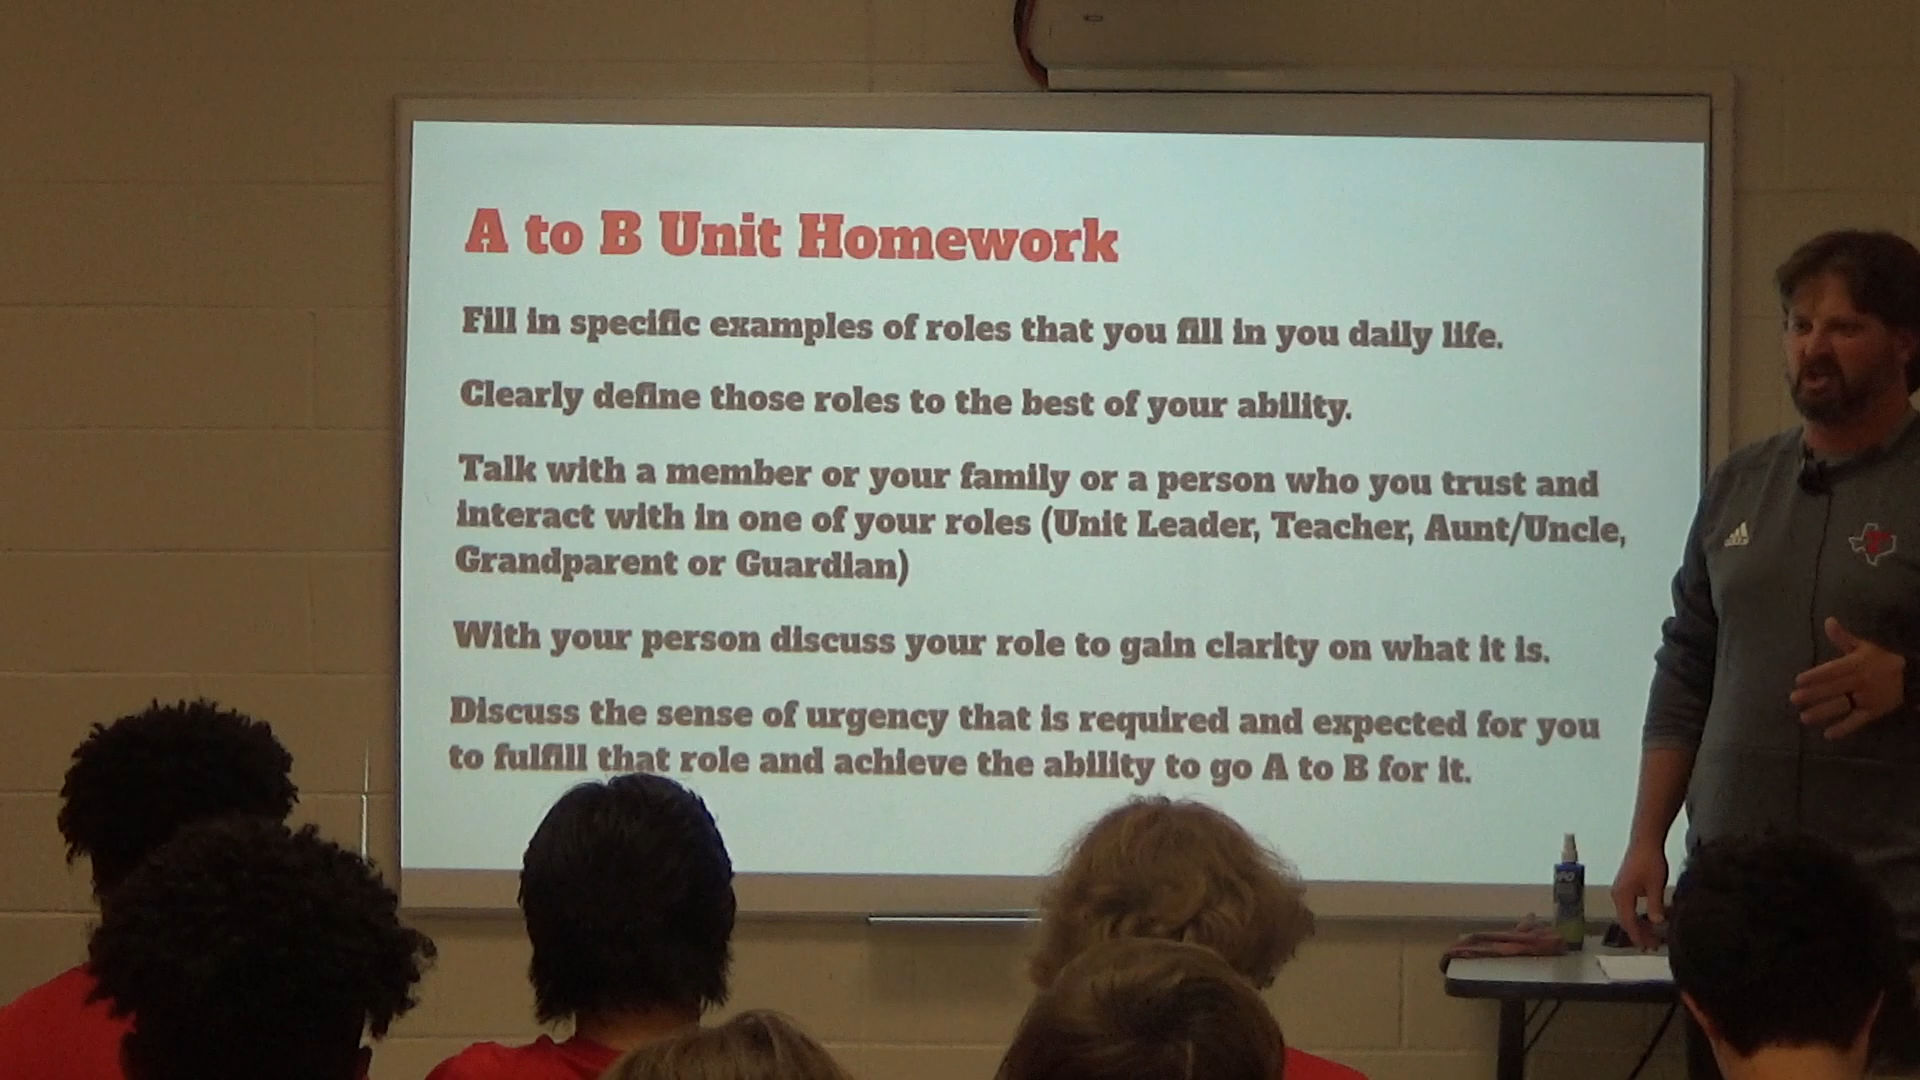 A to B Unit Homework
Fill in specific examples of roles that you fill in you daily life.
Clearly define those roles to the best of your ability.
Talk with a member or your family or a person who you trust and
interact with in one of your roles (Unit Leader, Teacher, Aunt/Uncle,
Grandparent or Guardian)
With your person discuss your role to gain clarity on what it is.
Discuss the sense of urgency that is required and expected for you
to fulfill that role and achieve the ability to go A to B for it.